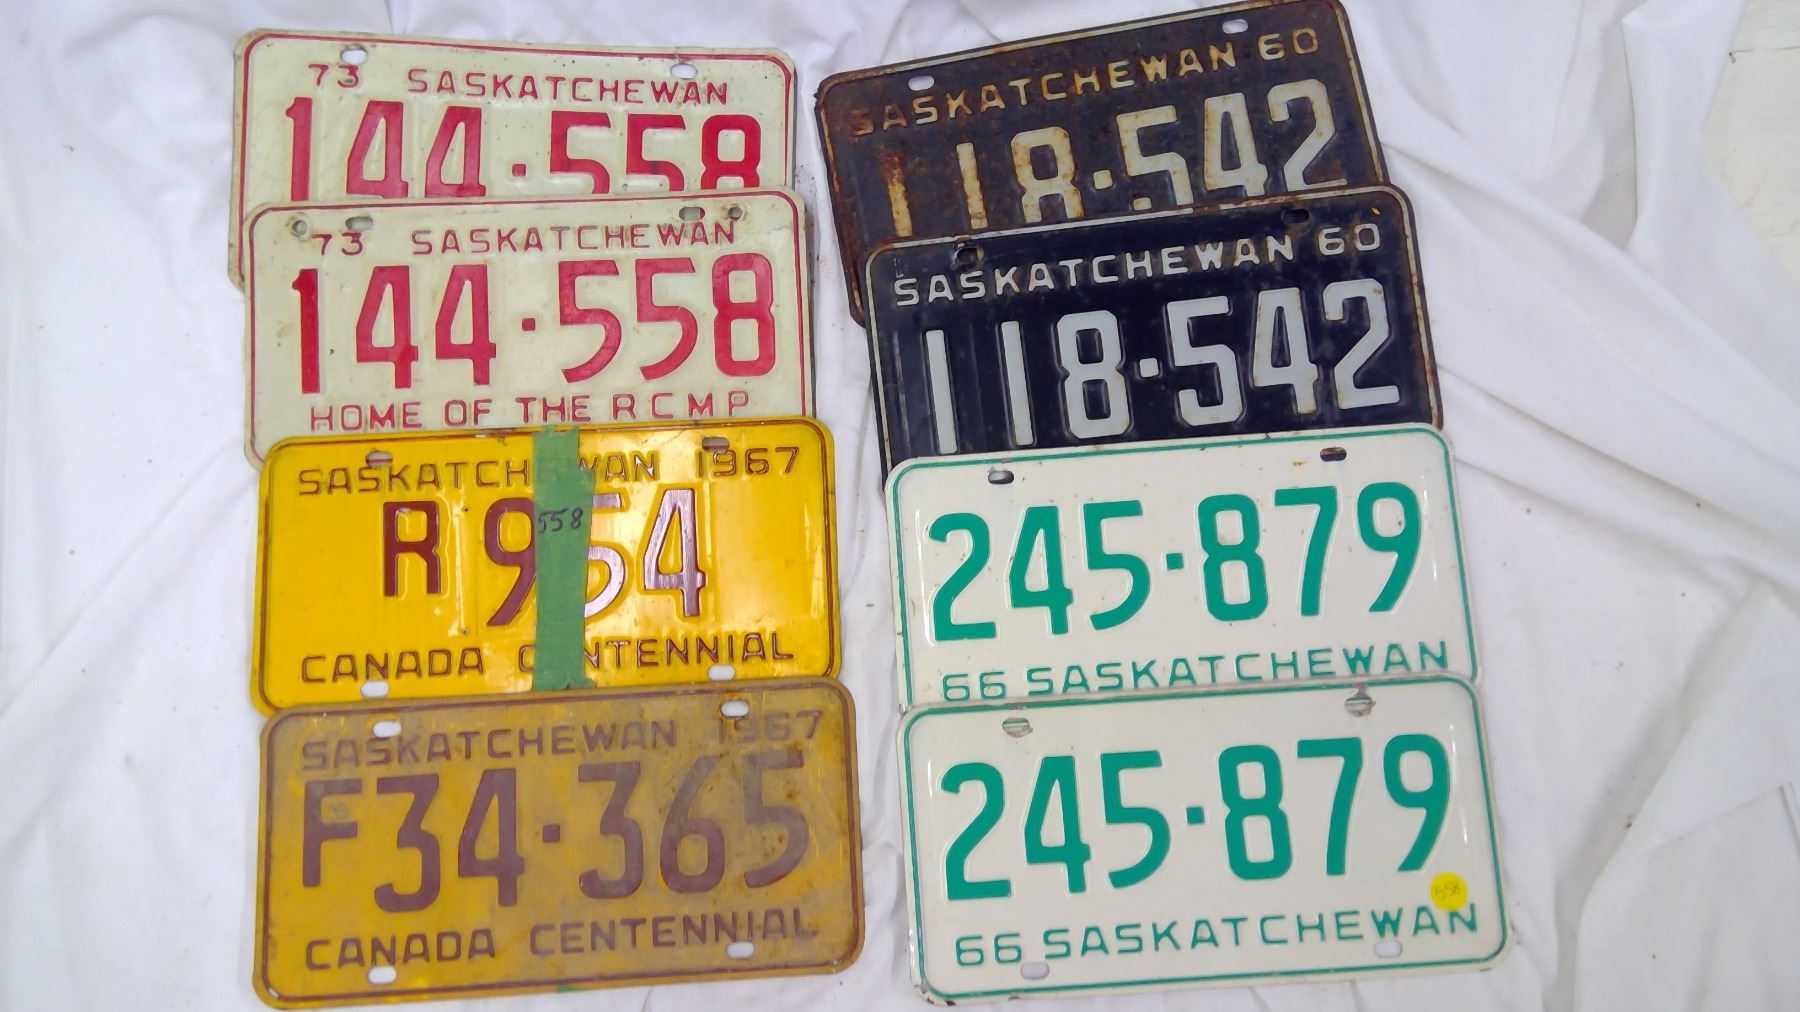 73 SASKATCHEWAN
144·558
73 SASKATCHEWAN
144·558
HOME OF THE RCMP
SASKATCHEWAN 1967
R 954
558
CANADA CENTENNIAL
SASKATCHEWAN 1967
F34·365
CANADA CENTENNIAL
SASKATCHEWAN 60
118·542
SASKATCHEWAN 60
118·542
245·879
66 SASKATCHEWAN
245·879
558
66 SASKATCHEWAN